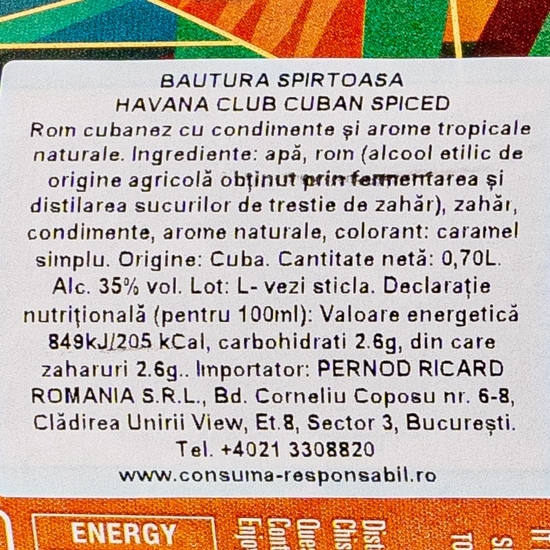 BAUTURA SPIRTOASA
HAVANA CLUB CUBAN SPICED
Rom cubanez cu condimente și arome tropicale
naturale. Ingrediente: apă, rom (alcool etilic de
origine agricolă obținut prin fermentarea și
distilarea sucurilor de trestie de zahăr), zahăr,
condimente, arome naturale, colorant: caramel
simplu. Origine: Cuba. Cantitate netă: 0,70L.
Alc. 35% vol. Lot: L- vezi sticla. Declarație
nutrițională (pentru 100ml): Valoare energetică
849kJ/205 kCal, carbohidrati 2.6g, din care
zaharuri 2.6g.. Importator: PERNOD RICARD
ROMANIA S.R.L., Bd. Corneliu Coposu nr. 6-8,
Clădirea Unirii View, Et.8, Sector 3, București.
Tel. +4021 3308820
www.consuma-responsabil.ro
ENERGY